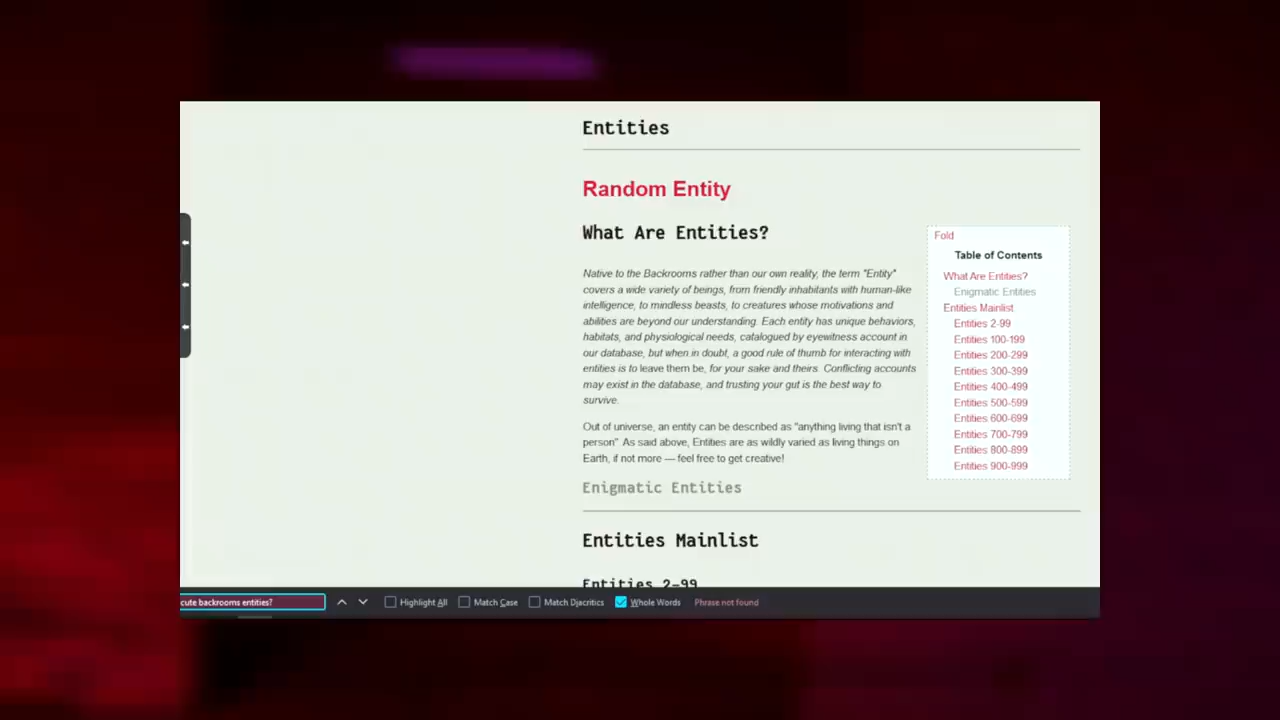 Entities
Random Entity
What Are Entities?
Native to the Backrooms rather than our own reality, the term "Entity"
covers a wide variety of beings, from friendly inhabitants with human-like
intelligence, to mindless beasts, to creatures whose motivations and
abilities are beyond our understanding. Each entity has unique behaviors,
habitats, and physiological needs, catalogued by eyewitness account in
our database, but when in doubt, a good rule of thumb for interacting with
entities is to leave them be, for your sake and theirs. Conflicting accounts
may exist in the database, and trusting your gut is the best way to
survive.
Out of universe, an entity can be described as "anything living that isn't a
person". As said above, Entities are as wildly varied as living things on
Earth, if not more — feel free to get creative!
Enigmatic Entities
Entities Mainlist
Entities 2-99
Fold
Table of Contents
What Are Entities?
Enigmatic Entities
Entities Mainlist
Entities 2-99
Entities 100-199
Entities 200-299
Entities 300-399
Entities 400-499
Entities 500-599
Entities 600-699
Entities 700-799
Entities 800-899
Entities 900-999
cute backrooms entities? Highlight All Match Case Match Diacritics Whole Words Phrase not found